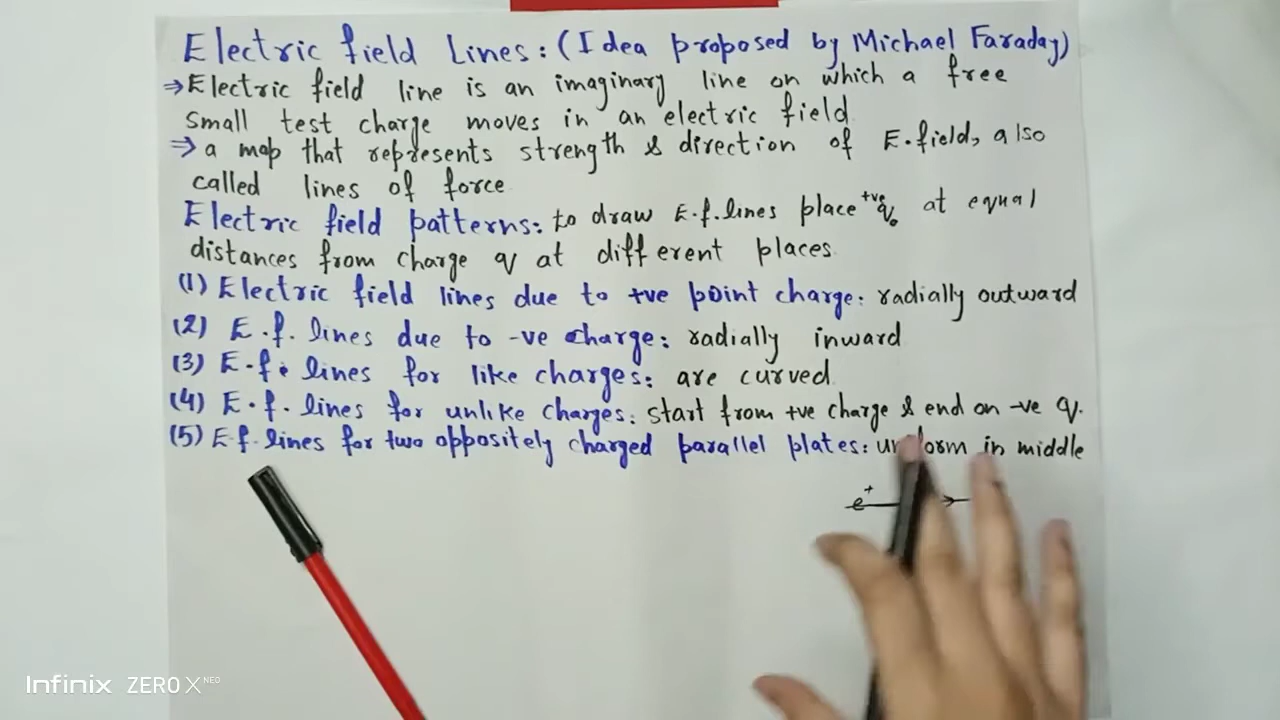 Electric field Lines: (Idea proposed by Michael Faraday)
⇒ Electric field line is an imaginary line on which a free
small test charge moves in an electric field.
⇒ a map that represents strength & direction of E.field, also
called lines of force
Electric field patterns: to draw E.f.lines place +ve q₀ at equal
distances from charge q at different places.
(1) Electric field lines due to +ve point charge: radially outward
(2) E.f. lines due to -ve charge: radially inward
(3) E.f. lines for like charges: are curved.
(4) E.f. lines for unlike charges: start from +ve charge & end on -ve q.
(5) E.f. lines for two oppositely charged parallel plates: in middle
e+
Infinix ZERO X NEO